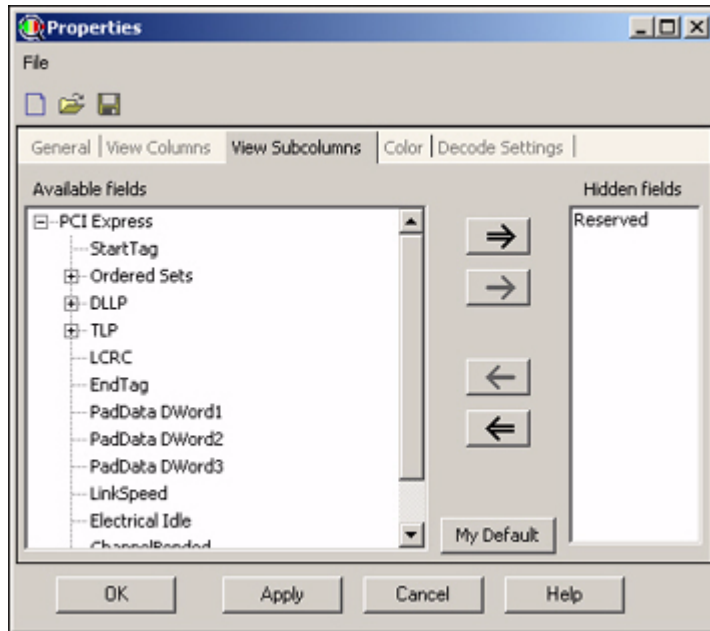 Properties
File
General | View Columns View Subcolumns Color | Decode Settings |
Available fields
Hidden fields
PCI Express
StartTag
Ordered Sets
DLLP
TLP
LCRC
EndTag
PadData DWord1
PadData DWord2
PadData DWord3
LinkSpeed
Electrical Idle
Reserved
My Default
OK Apply Cancel Help